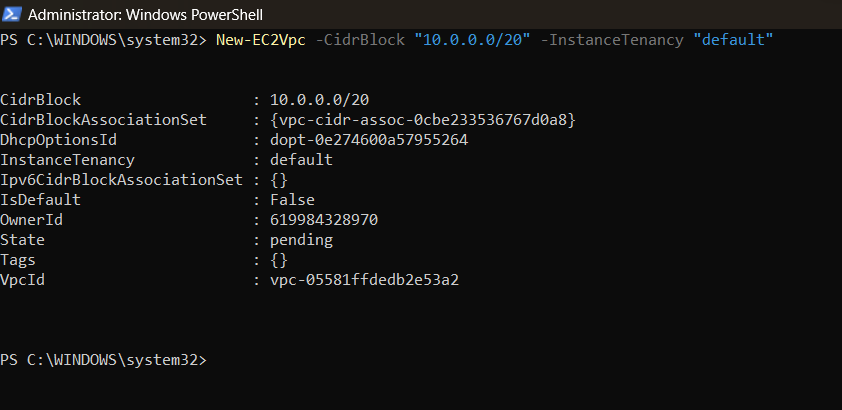 Administrator: Windows PowerShell
PS C:\WINDOWS\system32> New-EC2Vpc -CidrBlock "10.0.0.0/20" -InstanceTenancy "default"
CidrBlock                   : 10.0.0.0/20
CidrBlockAssociationSet     : {vpc-cidr-assoc-0cbe233536767d0a8}
DhcpOptionsId               : dopt-0e274600a57955264
InstanceTenancy             : default
Ipv6CidrBlockAssociationSet : {}
IsDefault                   : False
OwnerId                     : 619984328970
State                       : pending
Tags                        : {}
VpcId                       : vpc-05581ffdedb2e53a2
PS C:\WINDOWS\system32>